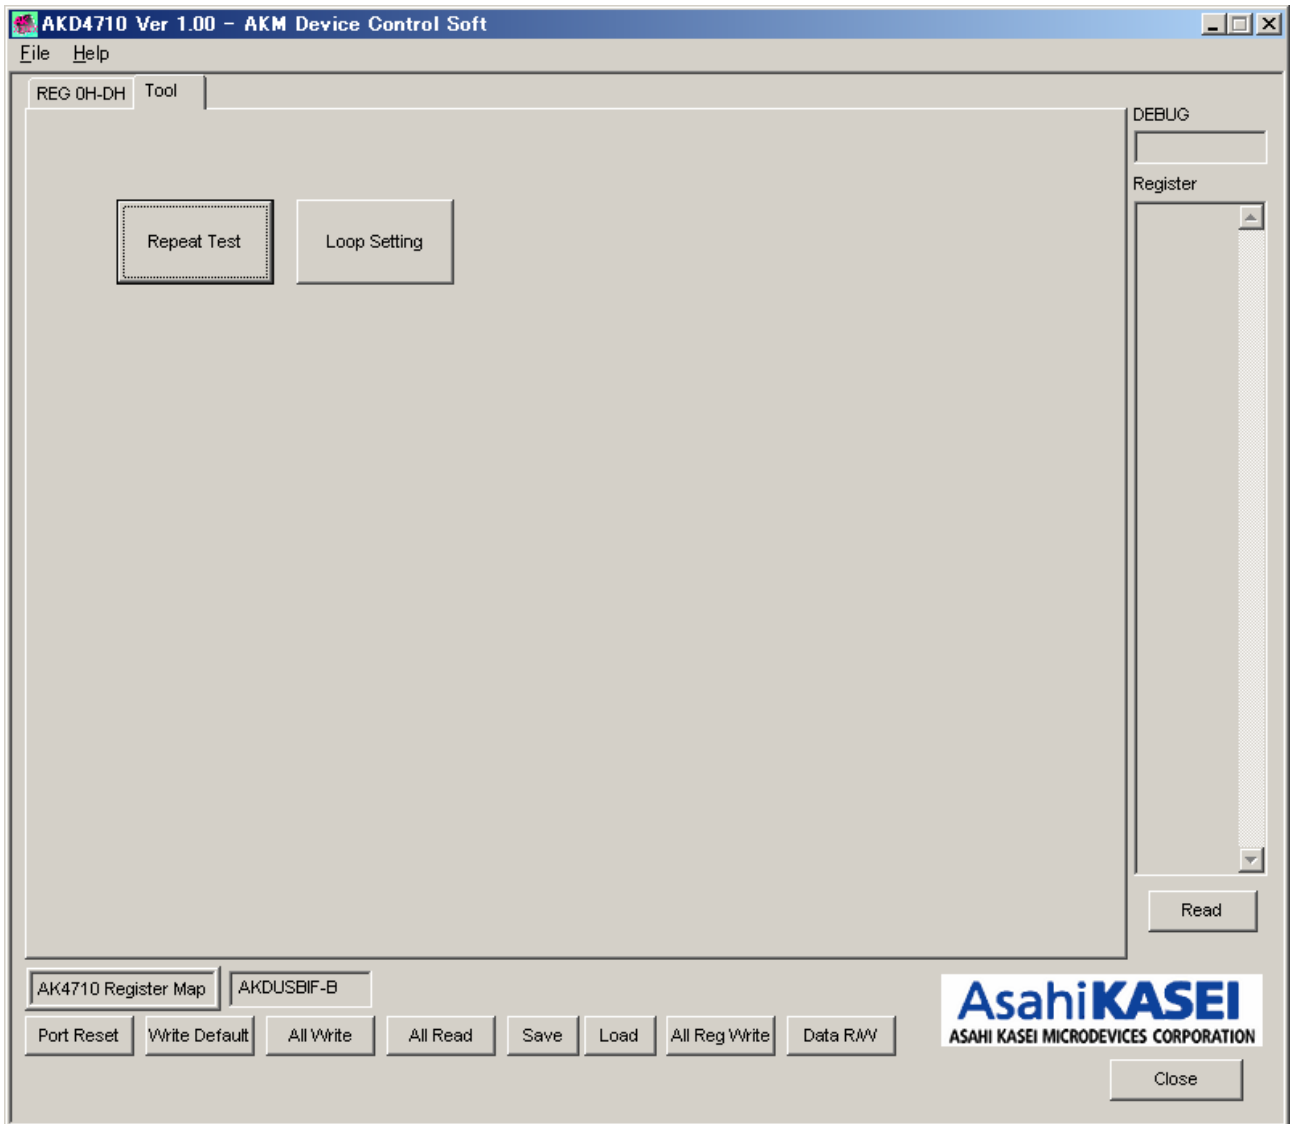 AKD4710 Ver 1.00 - AKM Device Control Soft
File Help
REG 0H-DH Tool
DEBUG
Register
Repeat Test Loop Setting
Read
AK4710 Register Map AKDUSBIF-B
Port Reset Write Default All Write All Read Save Load All Reg Write Data R/W
AsahiKASEI
ASAHI KASEI MICRODEVICES CORPORATION
Close